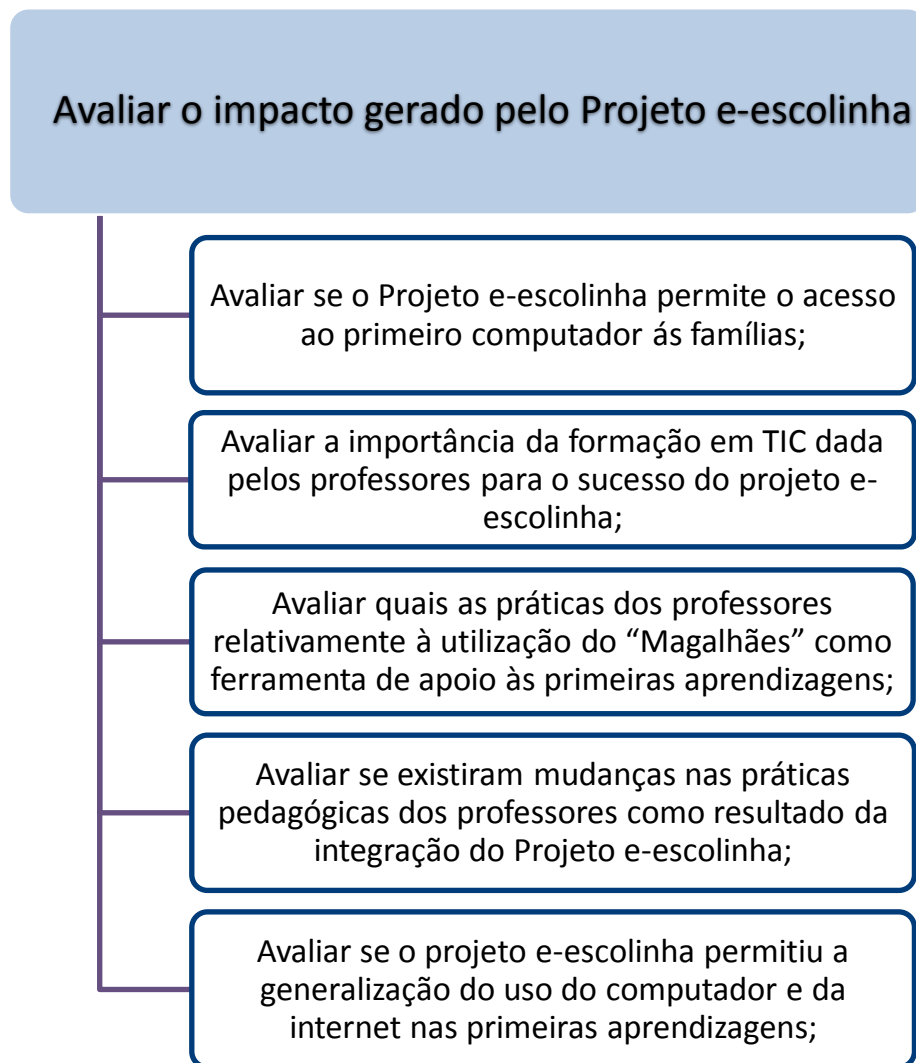 Avaliar o impacto gerado pelo Projeto e-escolinha
Avaliar se o Projeto e-escolinha permite o acesso
ao primeiro computador ás famílias;
Avaliar a importância da formação em TIC dada
pelos professores para o sucesso do projeto e-
escolinha;
Avaliar quais as práticas dos professores
relativamente à utilização do “Magalhães” como
ferramenta de apoio às primeiras aprendizagens;
Avaliar se existiram mudanças nas práticas
pedagógicas dos professores como resultado da
integração do Projeto e-escolinha;
Avaliar se o projeto e-escolinha permitiu a
generalização do uso do computador e da
internet nas primeiras aprendizagens;